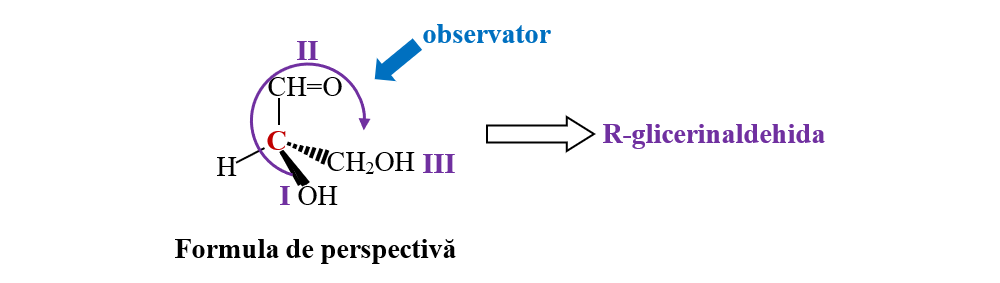 observator
II
CH=O
C
CH₂OH III
H
I OH
R-glicerinaldehida
Formula de perspectivă